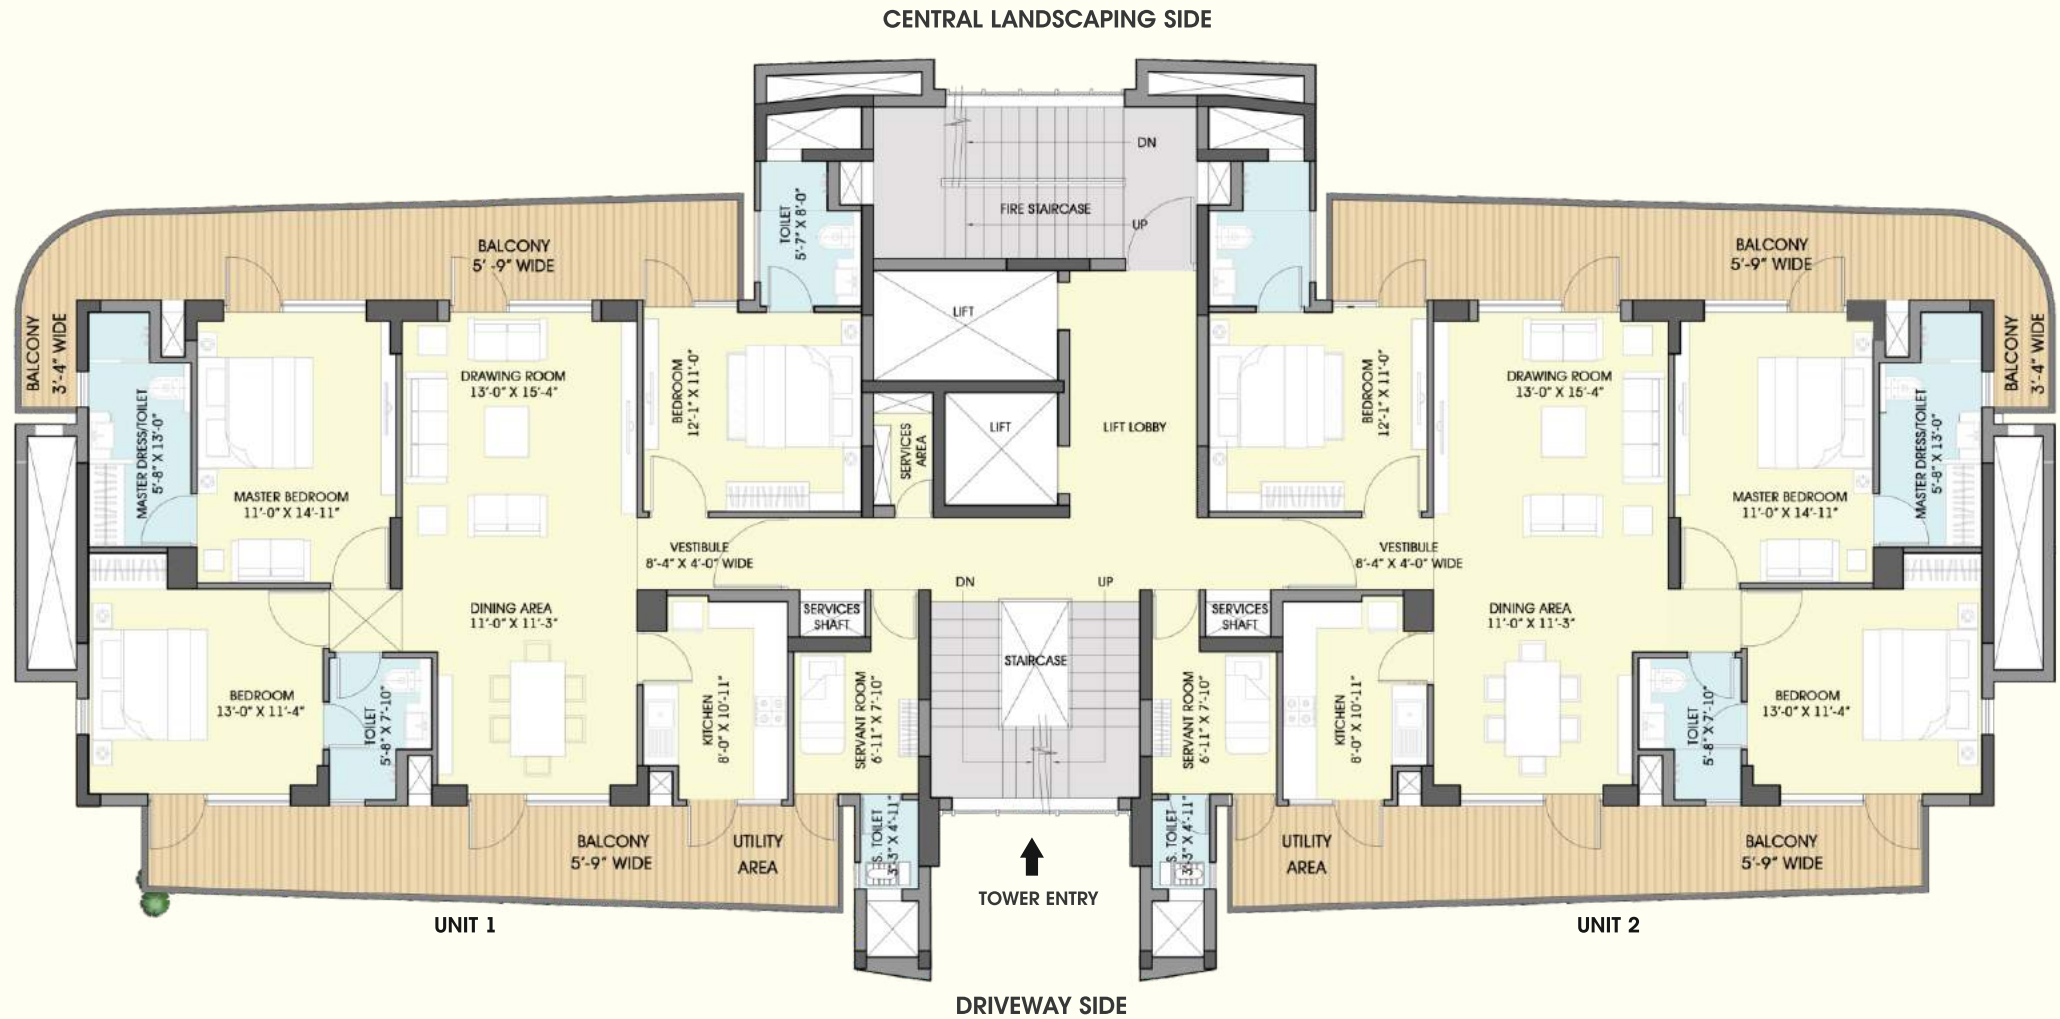 CENTRAL LANDSCAPING SIDE
DN
FIRE STAIRCASE
UP
TOILET
5'-7" X 8'-0"
BALCONY
5' -9" WIDE
BALCONY
5'-9" WIDE
BALCONY
3'-4" WIDE
BALCONY
3'-4" WIDE
LIFT
DRAWING ROOM
13'-0" X 15'-4"
BEDROOM
12'-1" X 11'-0"
BEDROOM
12'-1" X 11'-0"
DRAWING ROOM
13'-0" X 15'-4"
MASTER DRESS/TOILET
5'-8" X 13'-0"
MASTER BEDROOM
11'-0" X 14'-11"
SERVICES
AREA
LIFT
LIFT LOBBY
MASTER BEDROOM
11'-0" X 14'-11"
MASTER DRESS/TOILET
5'-8" X 13'-0"
VESTIBULE
8'-4" X 4'-0" WIDE
VESTIBULE
8'-4" X 4'-0" WIDE
DN
UP
DINING AREA
11'-0" X 11'-3"
SERVICES
SHAFT
SERVICES
SHAFT
DINING AREA
11'-0" X 11'-3"
STAIRCASE
BEDROOM
13'-0" X 11'-4"
TOILET
5'-8" X 7'-10"
KITCHEN
8'-0" X 10'-11"
SERVANT ROOM
6'-11" X 7'-10"
SERVANT ROOM
6'-11" X 7'-10"
KITCHEN
8'-0" X 10'-11"
TOILET
5'-8" X 7'-10"
BEDROOM
13'-0" X 11'-4"
BALCONY
5'-9" WIDE
UTILITY
AREA
S. TOILET
3'-3" X 4'-11"
S. TOILET
3'-3" X 4'-11"
UTILITY
AREA
BALCONY
5'-9" WIDE
TOWER ENTRY
UNIT 1
UNIT 2
DRIVEWAY SIDE